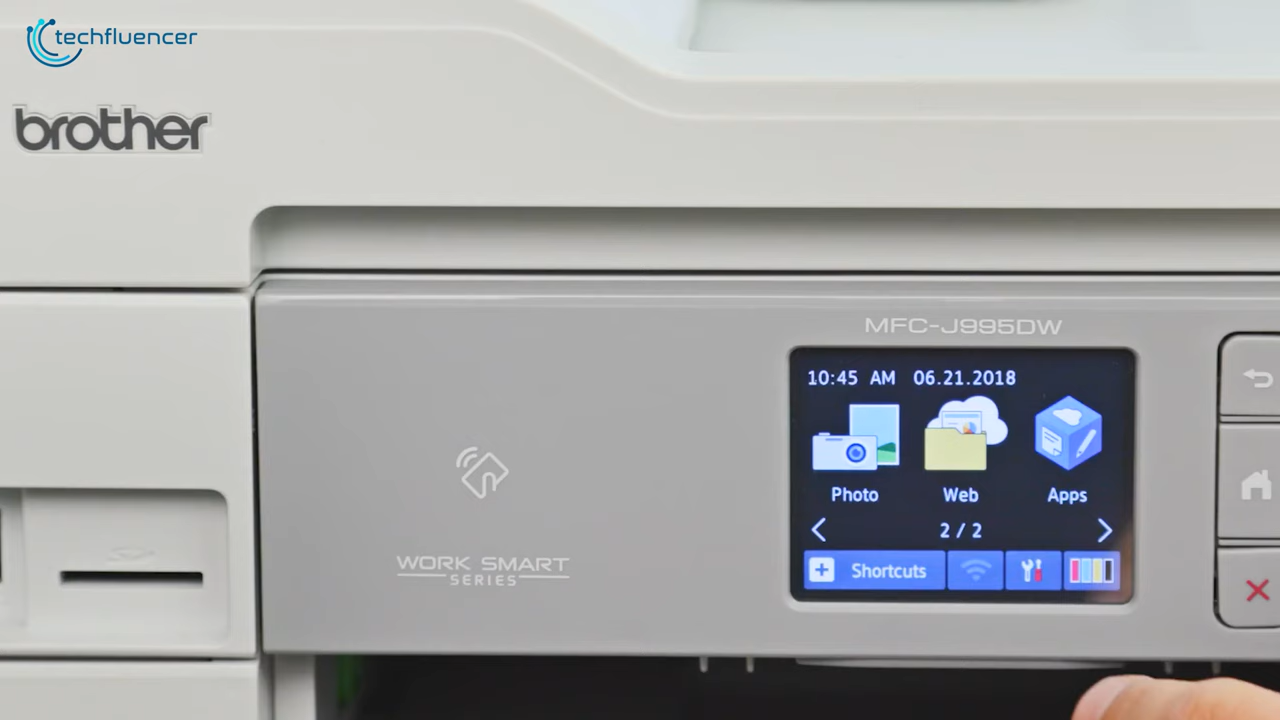 techfluencer
brother
MFC-J995DW
10:45 AM 06.21.2018
Photo Web Apps
2 / 2
Shortcuts
WORK SMART
SERIES